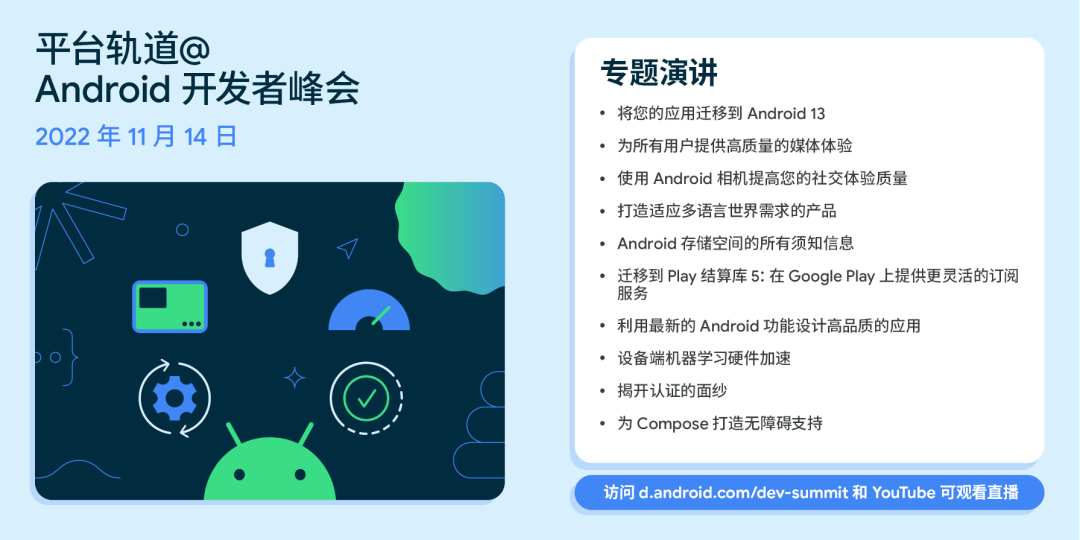 平台轨道@
Android 开发者峰会
2022 年 11 月 14 日
专题演讲
• 将您的应用迁移到 Android 13
• 为所有用户提供高质量的媒体体验
• 使用 Android 相机提高您的社交体验质量
• 打造适应多语言世界需求的产品
• Android 存储空间的所有须知信息
• 迁移到 Play 结算库 5: 在 Google Play 上提供更灵活的订阅
服务
• 利用最新的 Android 功能设计高品质的应用
• 设备端机器学习硬件加速
• 揭开认证的面纱
• 为 Compose 打造无障碍支持
访问 d.android.com/dev-summit 和 YouTube 可观看直播